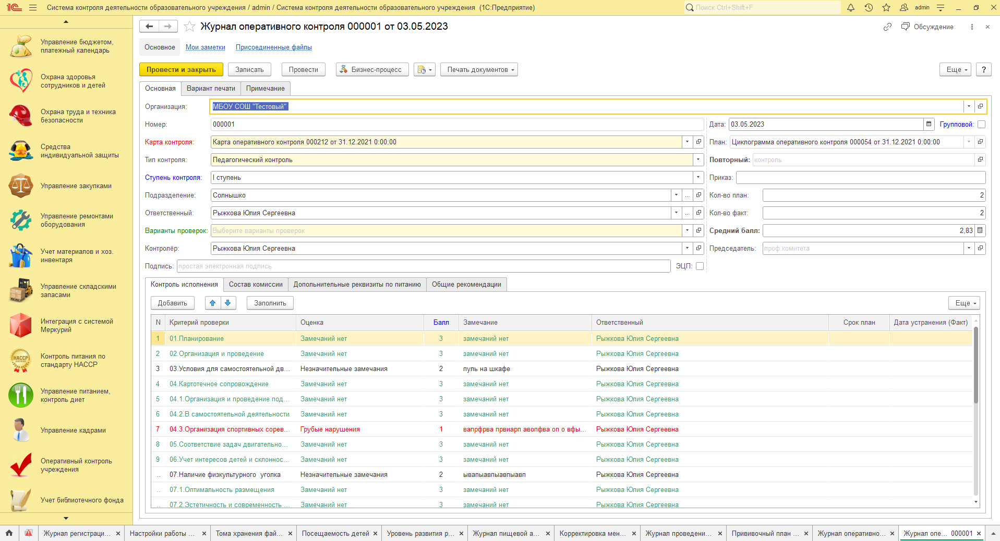 Система контроля деятельности образовательного учреждения / admin / Система контроля деятельности образовательного учреждения (1С:Предприятие)
Поиск Ctrl+Shift+F
admin
Управление бюджетом,
платежный календарь
Охрана здоровья
сотрудников и детей
Охрана труда и техника
безопасности
Средства
индивидуальной защиты
Управление закупками
Управление ремонтами
оборудования
Учет материалов и хоз.
инвентаря
Управление складскими
запасами
Интеграция с системой
Меркурий
HACCP
Контроль питания по
стандарту HACCP
Управление питанием,
контроль диет
Управление кадрами
Оперативный контроль
учреждения
Учет библиотечного фонда
Журнал оперативного контроля 000001 от 03.05.2023
Обсуждение
Основное Мои заметки Присоединенные файлы
Провести и закрыть Записать Провести Бизнес-процесс Печать документов Еще ?
Основная Вариант печати Примечание
Организация: МБОУ СОШ "Тестовый"
Номер: 000001 Дата: 03.05.2023 Групповой:
Карта контроля: Карта оперативного контроля 000212 от 31.12.2021 0:00:00 План: Циклограмма оперативного контроля 000054 от 31.12.2021 0:00:00
Тип контроля: Педагогический контроль Повторный: контроль
Ступень контроля: I ступень Приказ:
Подразделение: Солнышко Кол-во план: 2
Ответственный: Рыжкова Юлия Сергеевна Кол-во факт: 2
Варианты проверок: Выберите варианты проверок Средний балл: 2,83
Контролёр: Рыжкова Юлия Сергеевна Председатель: проф.комитета
Подпись: простая электронная подпись ЭЦП:
Контроль исполнения Состав комиссии Допольнительные реквизиты по питанию Общие рекомендации
Добавить Заполнить Еще
N Критерий проверки Оценка Балл Замечание Ответственный Срок план Дата устранения (Факт)
1 01.Планирование Замечаний нет 3 замечаний нет Рыжкова Юлия Сергеевна
2 02.Организация и проведение Замечаний нет 3 замечаний нет Рыжкова Юлия Сергеевна
3 03.Условия для самостоятельной дв... Незначительные замечания 2 пуль на шкафе Рыжкова Юлия Сергеевна
4 04.Картотечное сопровождение Замечаний нет 3 замечаний нет Рыжкова Юлия Сергеевна
5 04.1.Организация и проведение под... Замечаний нет 3 замечаний нет Рыжкова Юлия Сергеевна
6 04.2.В самостоятельной деятельности Замечаний нет 3 замечаний нет Рыжкова Юлия Сергеевна
7 04.3.Организация спортивных сорев... Грубые нарушения 1 вапрфрва првиарп авопфва оп о вфы... Рыжкова Юлия Сергеевна
8 05.Соответствие задач двигательно... Замечаний нет 3 замечаний нет Рыжкова Юлия Сергеевна
9 06.Учет интересов детей и склоннос... Замечаний нет 3 замечаний нет Рыжкова Юлия Сергеевна
.. 07.Наличие физкультурного уголка Незначительные замечания 2 ывапыавпыавпыавп Рыжкова Юлия Сергеевна
.. 07.1.Оптимальность размещения Замечаний нет 3 замечаний нет Рыжкова Юлия Сергеевна
.. 07.2.Эстетичность и современность ... Замечаний нет 3 замечаний нет Рыжкова Юлия Сергеевна
Журнал регистраци... Настройки работы ... Тома хранения фай... Посещаемость детей Уровень развития р... Журнал пищевой а... Корректировка мен... Журнал проведени... Прививочный план ... Журнал оперативно... Журнал опе... 000001